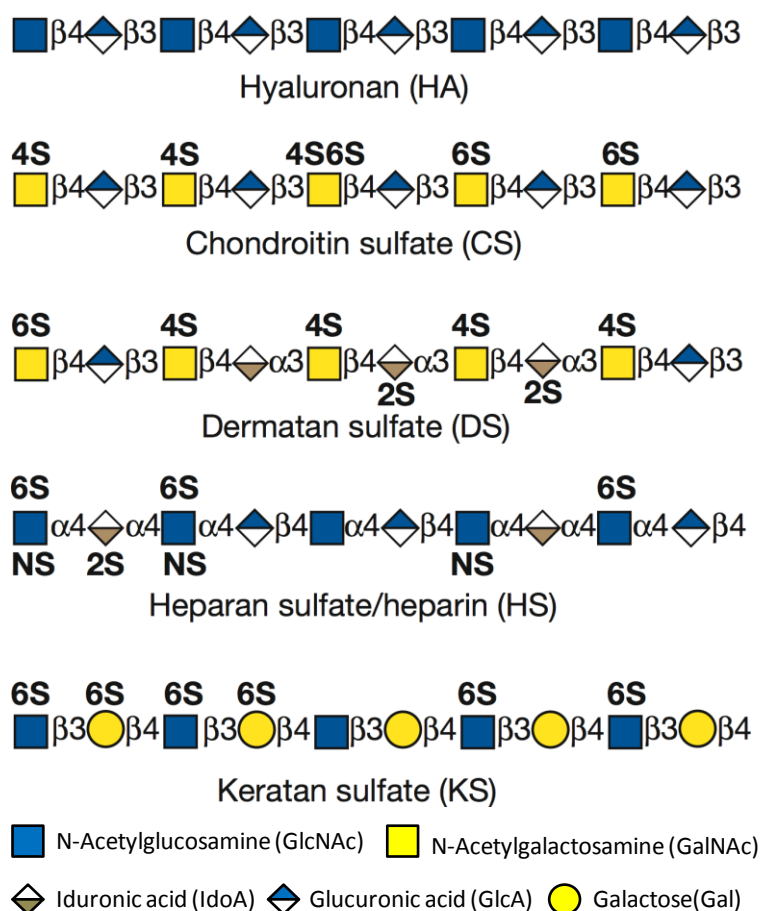 β4 β3 β4 β3 β4 β3 β4 β3 β4 β3
Hyaluronan (HA)
4S 4S 4S6S 6S 6S
β4 β3 β4 β3 β4 β3 β4 β3 β4 β3
Chondroitin sulfate (CS)
6S 4S 4S 4S 4S
β4 β3 β4 α3 β4 α3 β4 α3 β4 β3
2S 2S
Dermatan sulfate (DS)
6S 6S 6S
α4 α4 α4 β4 α4 β4 α4 α4 α4 β4
NS 2S NS NS
Heparan sulfate/heparin (HS)
6S 6S 6S 6S 6S 6S
β3 β4 β3 β4 β3 β4 β3 β4 β3 β4
Keratan sulfate (KS)
N-Acetylglucosamine (GlcNAc) N-Acetylgalactosamine (GalNAc)
Iduronic acid (IdoA) Glucuronic acid (GlcA) Galactose(Gal)